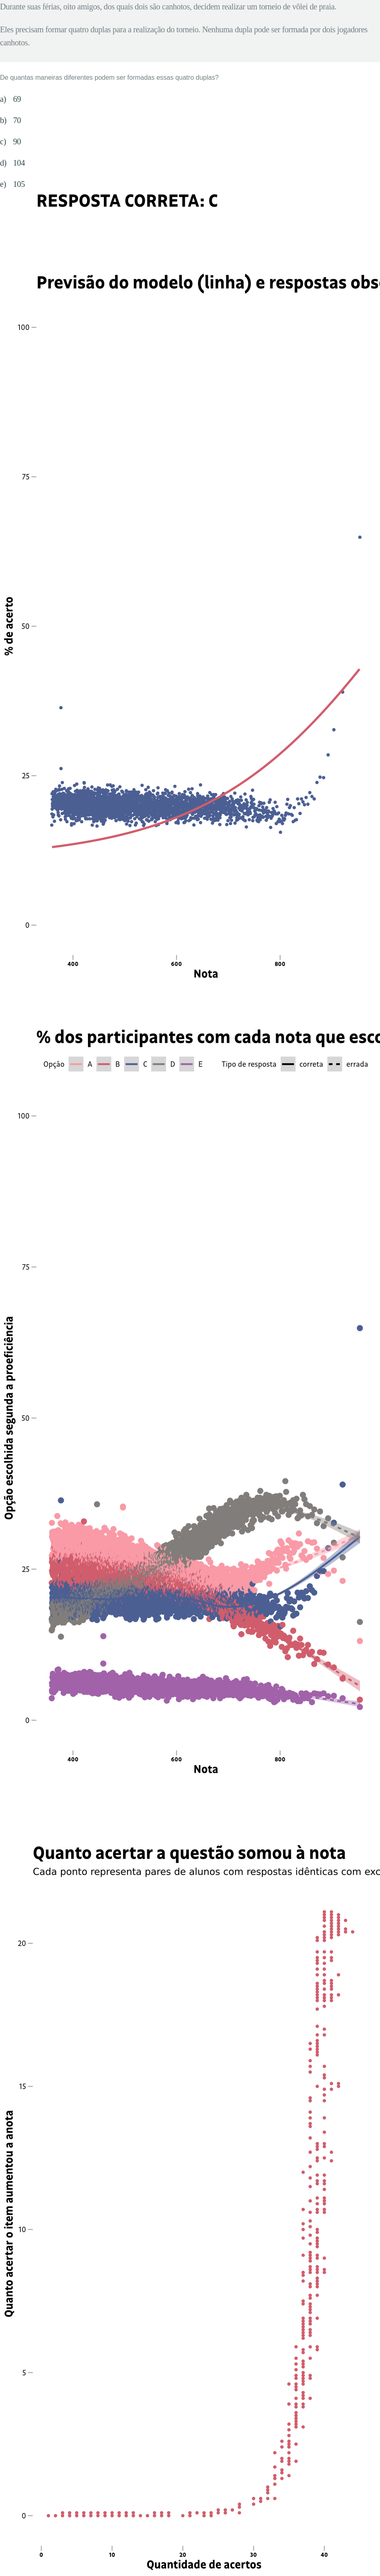 Durante suas férias, oito amigos, dos quais dois são canhotos, decidem realizar um torneio de vôlei de praia.
Eles precisam formar quatro duplas para a realização do torneio. Nenhuma dupla pode ser formada por dois jogadores
canhotos.
De quantas maneiras diferentes podem ser formadas essas quatro duplas?
a) 69
b) 70
c) 90
d) 104
e) 105
RESPOSTA CORRETA: C
Previsão do modelo (linha) e respostas obs
100
75
50
25
0
% de acerto
400 600 800
Nota
% dos participantes com cada nota que esco
Opção A B C D E Tipo de resposta correta errada
100
75
50
25
0
Opção escolhida segunda a proeficiência
400 600 800
Nota
Quanto acertar a questão somou à nota
Cada ponto representa pares de alunos com respostas idênticas com exc
20
15
10
5
0
Quanto acertar o item aumentou a anota
0 10 20 30 40
Quantidade de acertos